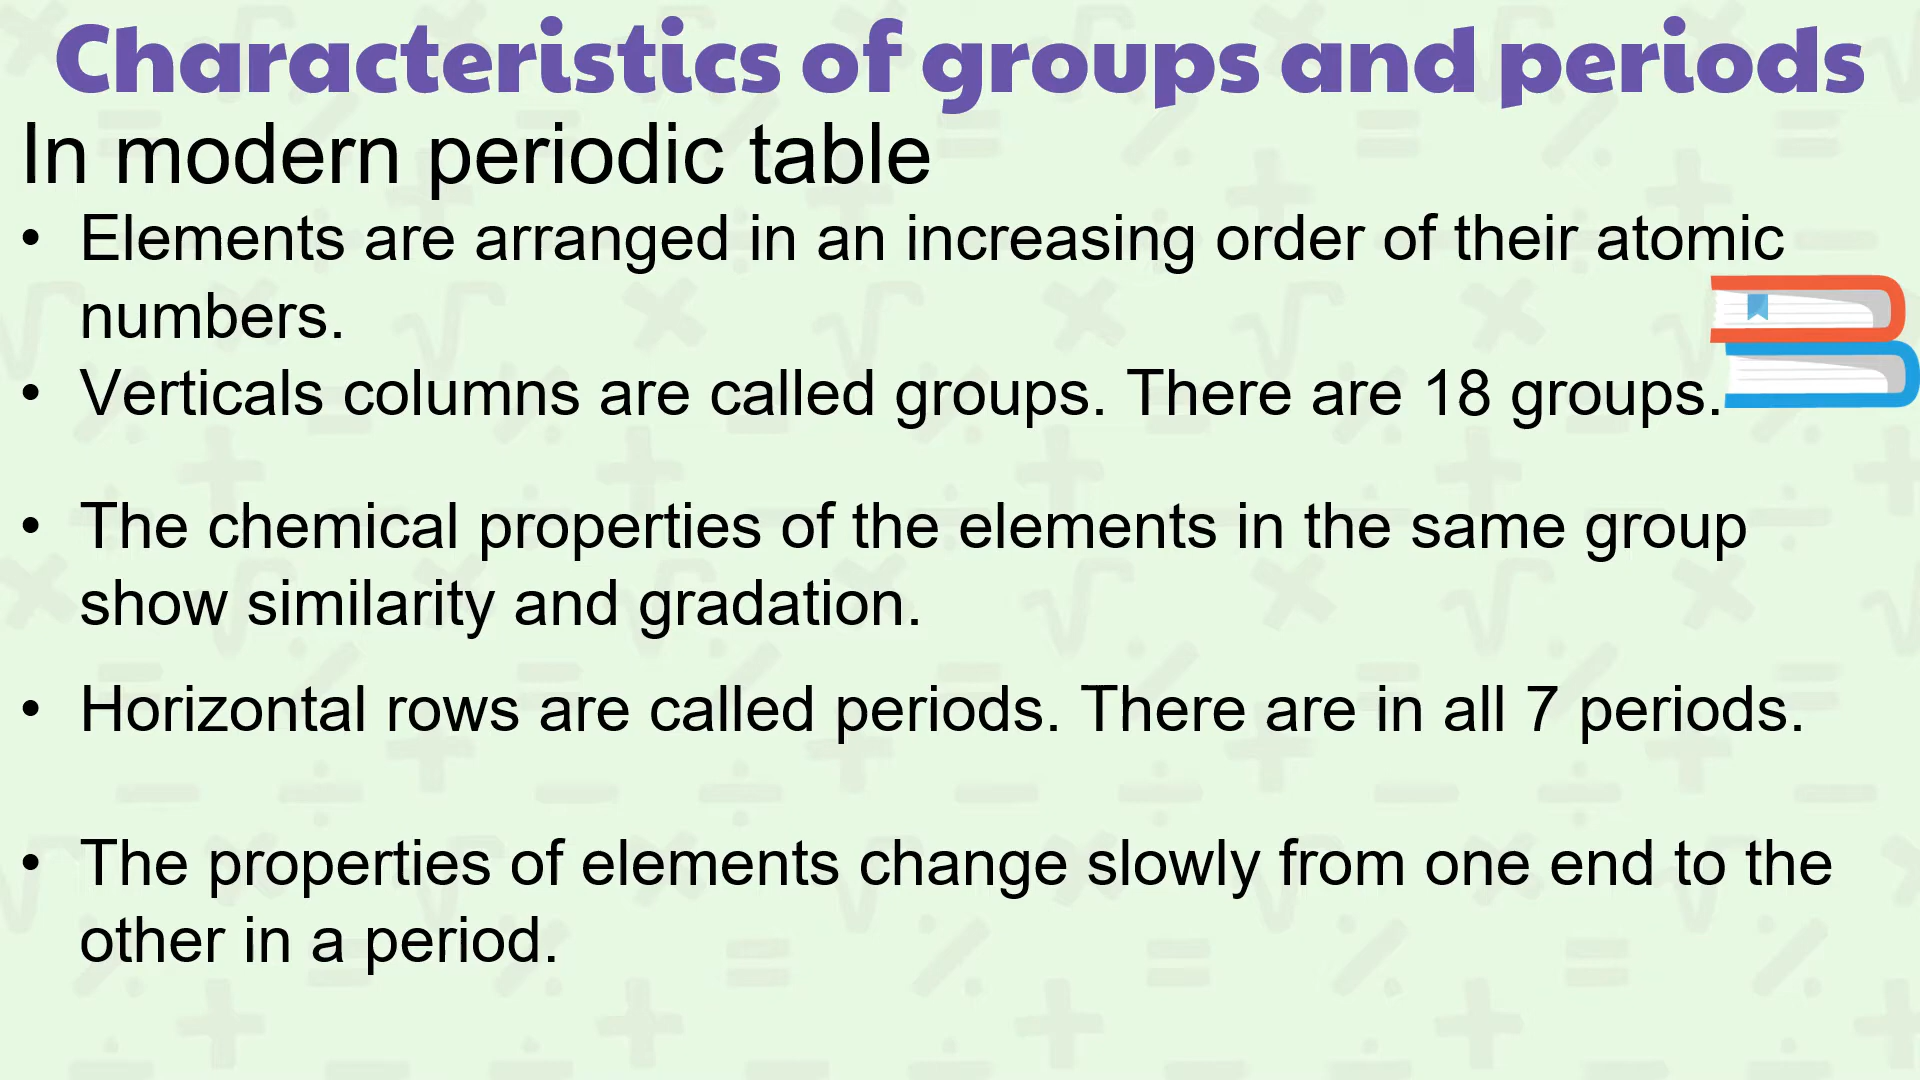 Characteristics of groups and periods
In modern periodic table
• Elements are arranged in an increasing order of their atomic
numbers.
• Verticals columns are called groups. There are 18 groups.
• The chemical properties of the elements in the same group
show similarity and gradation.
• Horizontal rows are called periods. There are in all 7 periods.
• The properties of elements change slowly from one end to the
other in a period.